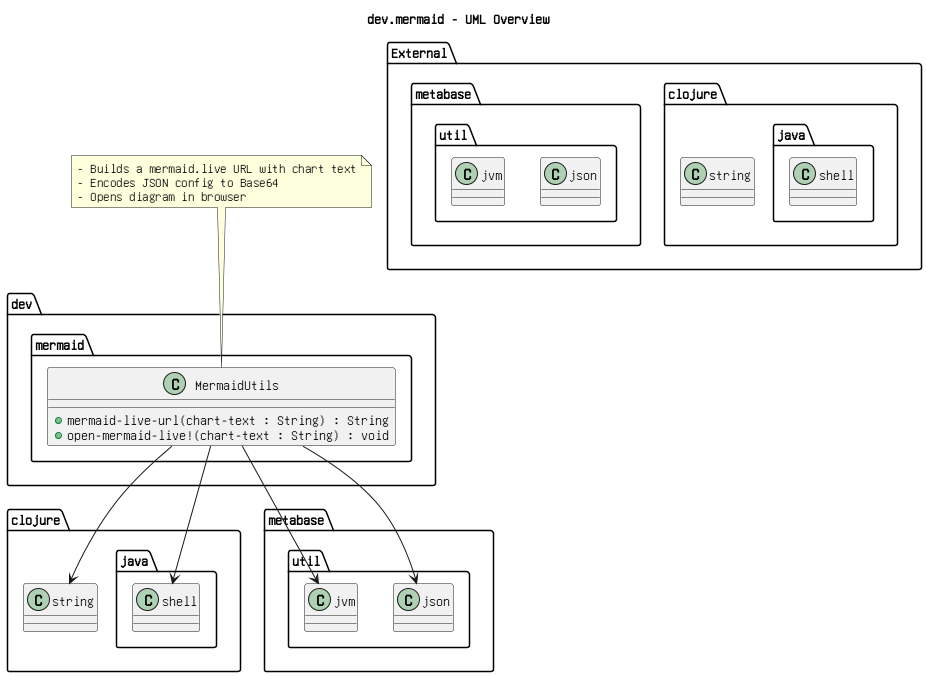 dev.mermaid - UML Overview
External
metabase
clojure
util
java
C jvm
C json
C string
C shell
- Builds a mermaid.live URL with chart text
- Encodes JSON config to Base64
- Opens diagram in browser
dev
mermaid
C MermaidUtils
mermaid-live-url(chart-text : String) : String
open-mermaid-live!(chart-text : String) : void
clojure
metabase
java
util
C string
C shell
C jvm
C json